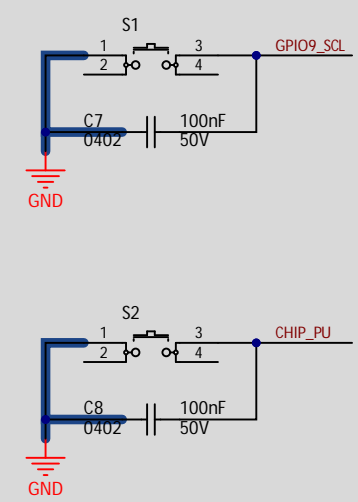 S1
1 3 GPIO9_SCL
2 4
C7 100nF
0402 50V
GND
S2
1 3 CHIP_PU
2 4
C8 100nF
0402 50V
GND